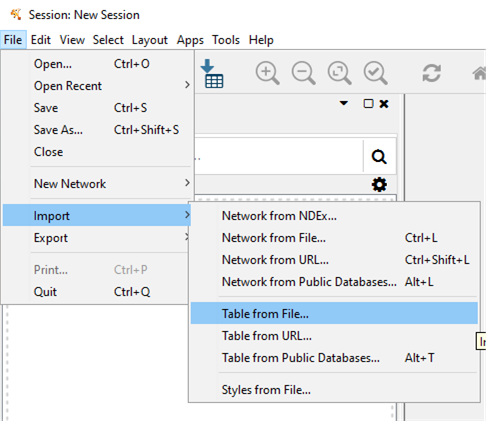 Session: New Session
File Edit View Select Layout Apps Tools Help
Open... Ctrl+O
Open Recent
Save Ctrl+S
Save As... Ctrl+Shift+S
Close
New Network
Import
Export
Print... Ctrl+P
Quit Ctrl+Q
Network from NDEx...
Network from File... Ctrl+L
Network from URL... Ctrl+Shift+L
Network from Public Databases... Alt+L
Table from File...
Table from URL...
Table from Public Databases... Alt+T
Styles from File...